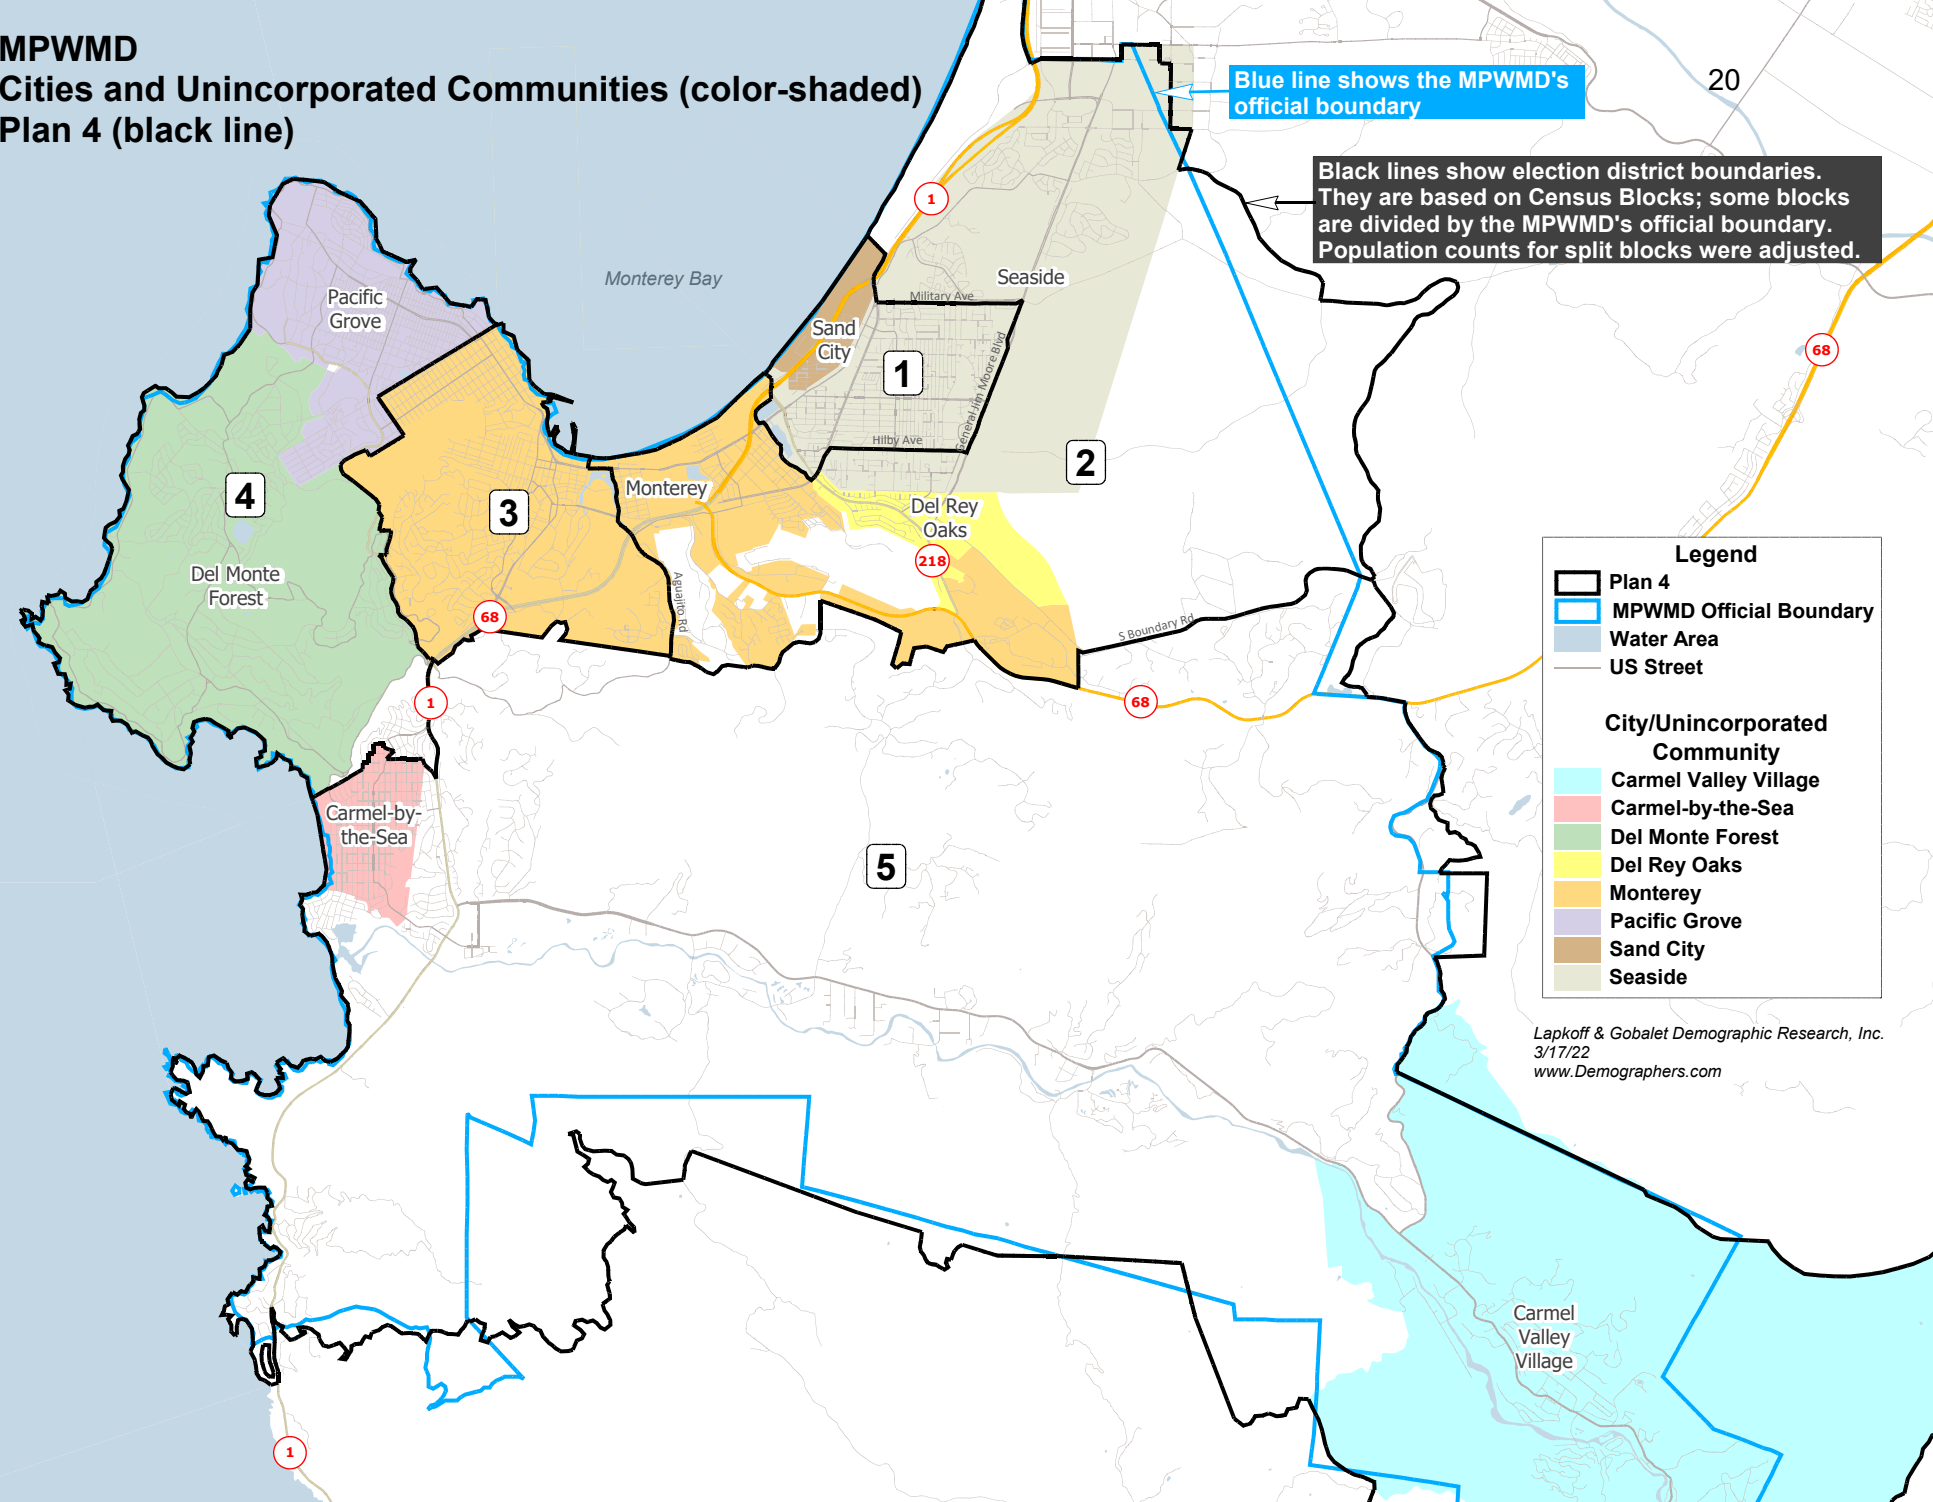 MPWMD
Cities and Unincorporated Communities (color-shaded)
Plan 4 (black line)
20
Blue line shows the MPWMD's
official boundary
Black lines show election district boundaries.
They are based on Census Blocks; some blocks
are divided by the MPWMD's official boundary.
Population counts for split blocks were adjusted.
1
Monterey Bay
Seaside
Military Ave
Pacific
Grove
Sand
City
68
1
General Jim Moore Blvd
Hilby Ave
2
4
3
Monterey
Del Rey
Oaks
218
Del Monte
Forest
Aguajito Rd
68
S Boundary Rd
1
68
Legend
Plan 4
MPWMD Official Boundary
Water Area
US Street
City/Unincorporated
Community
Carmel Valley Village
Carmel-by-the-Sea
Del Monte Forest
Del Rey Oaks
Monterey
Pacific Grove
Sand City
Seaside
Carmel-by-
the-Sea
5
Lapkoff & Gobalet Demographic Research, Inc.
3/17/22
www.Demographers.com
Carmel
Valley
Village
1